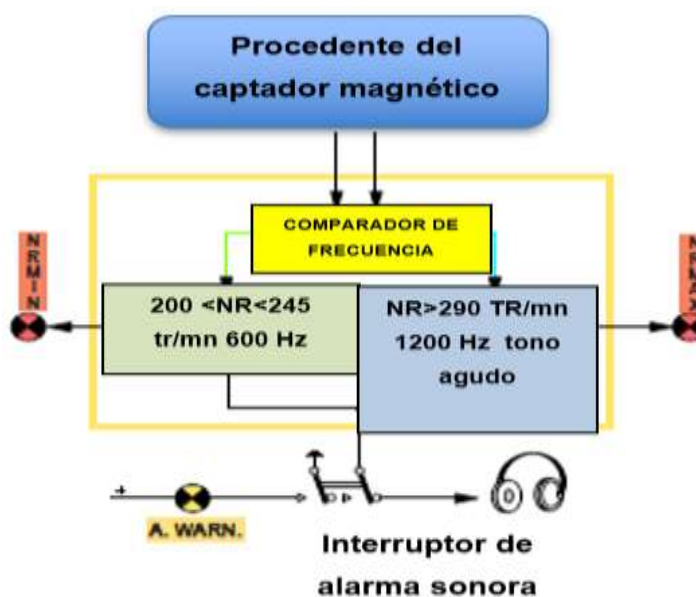 Procedente del
captador magnético
COMPARADOR DE
FRECUENCIA
NRMIN
NRMAX
200 <NR<245
tr/mn 600 Hz
NR>290 TR/mn
1200 Hz tono
agudo
+
A. WARN.
Interruptor de
alarma sonora